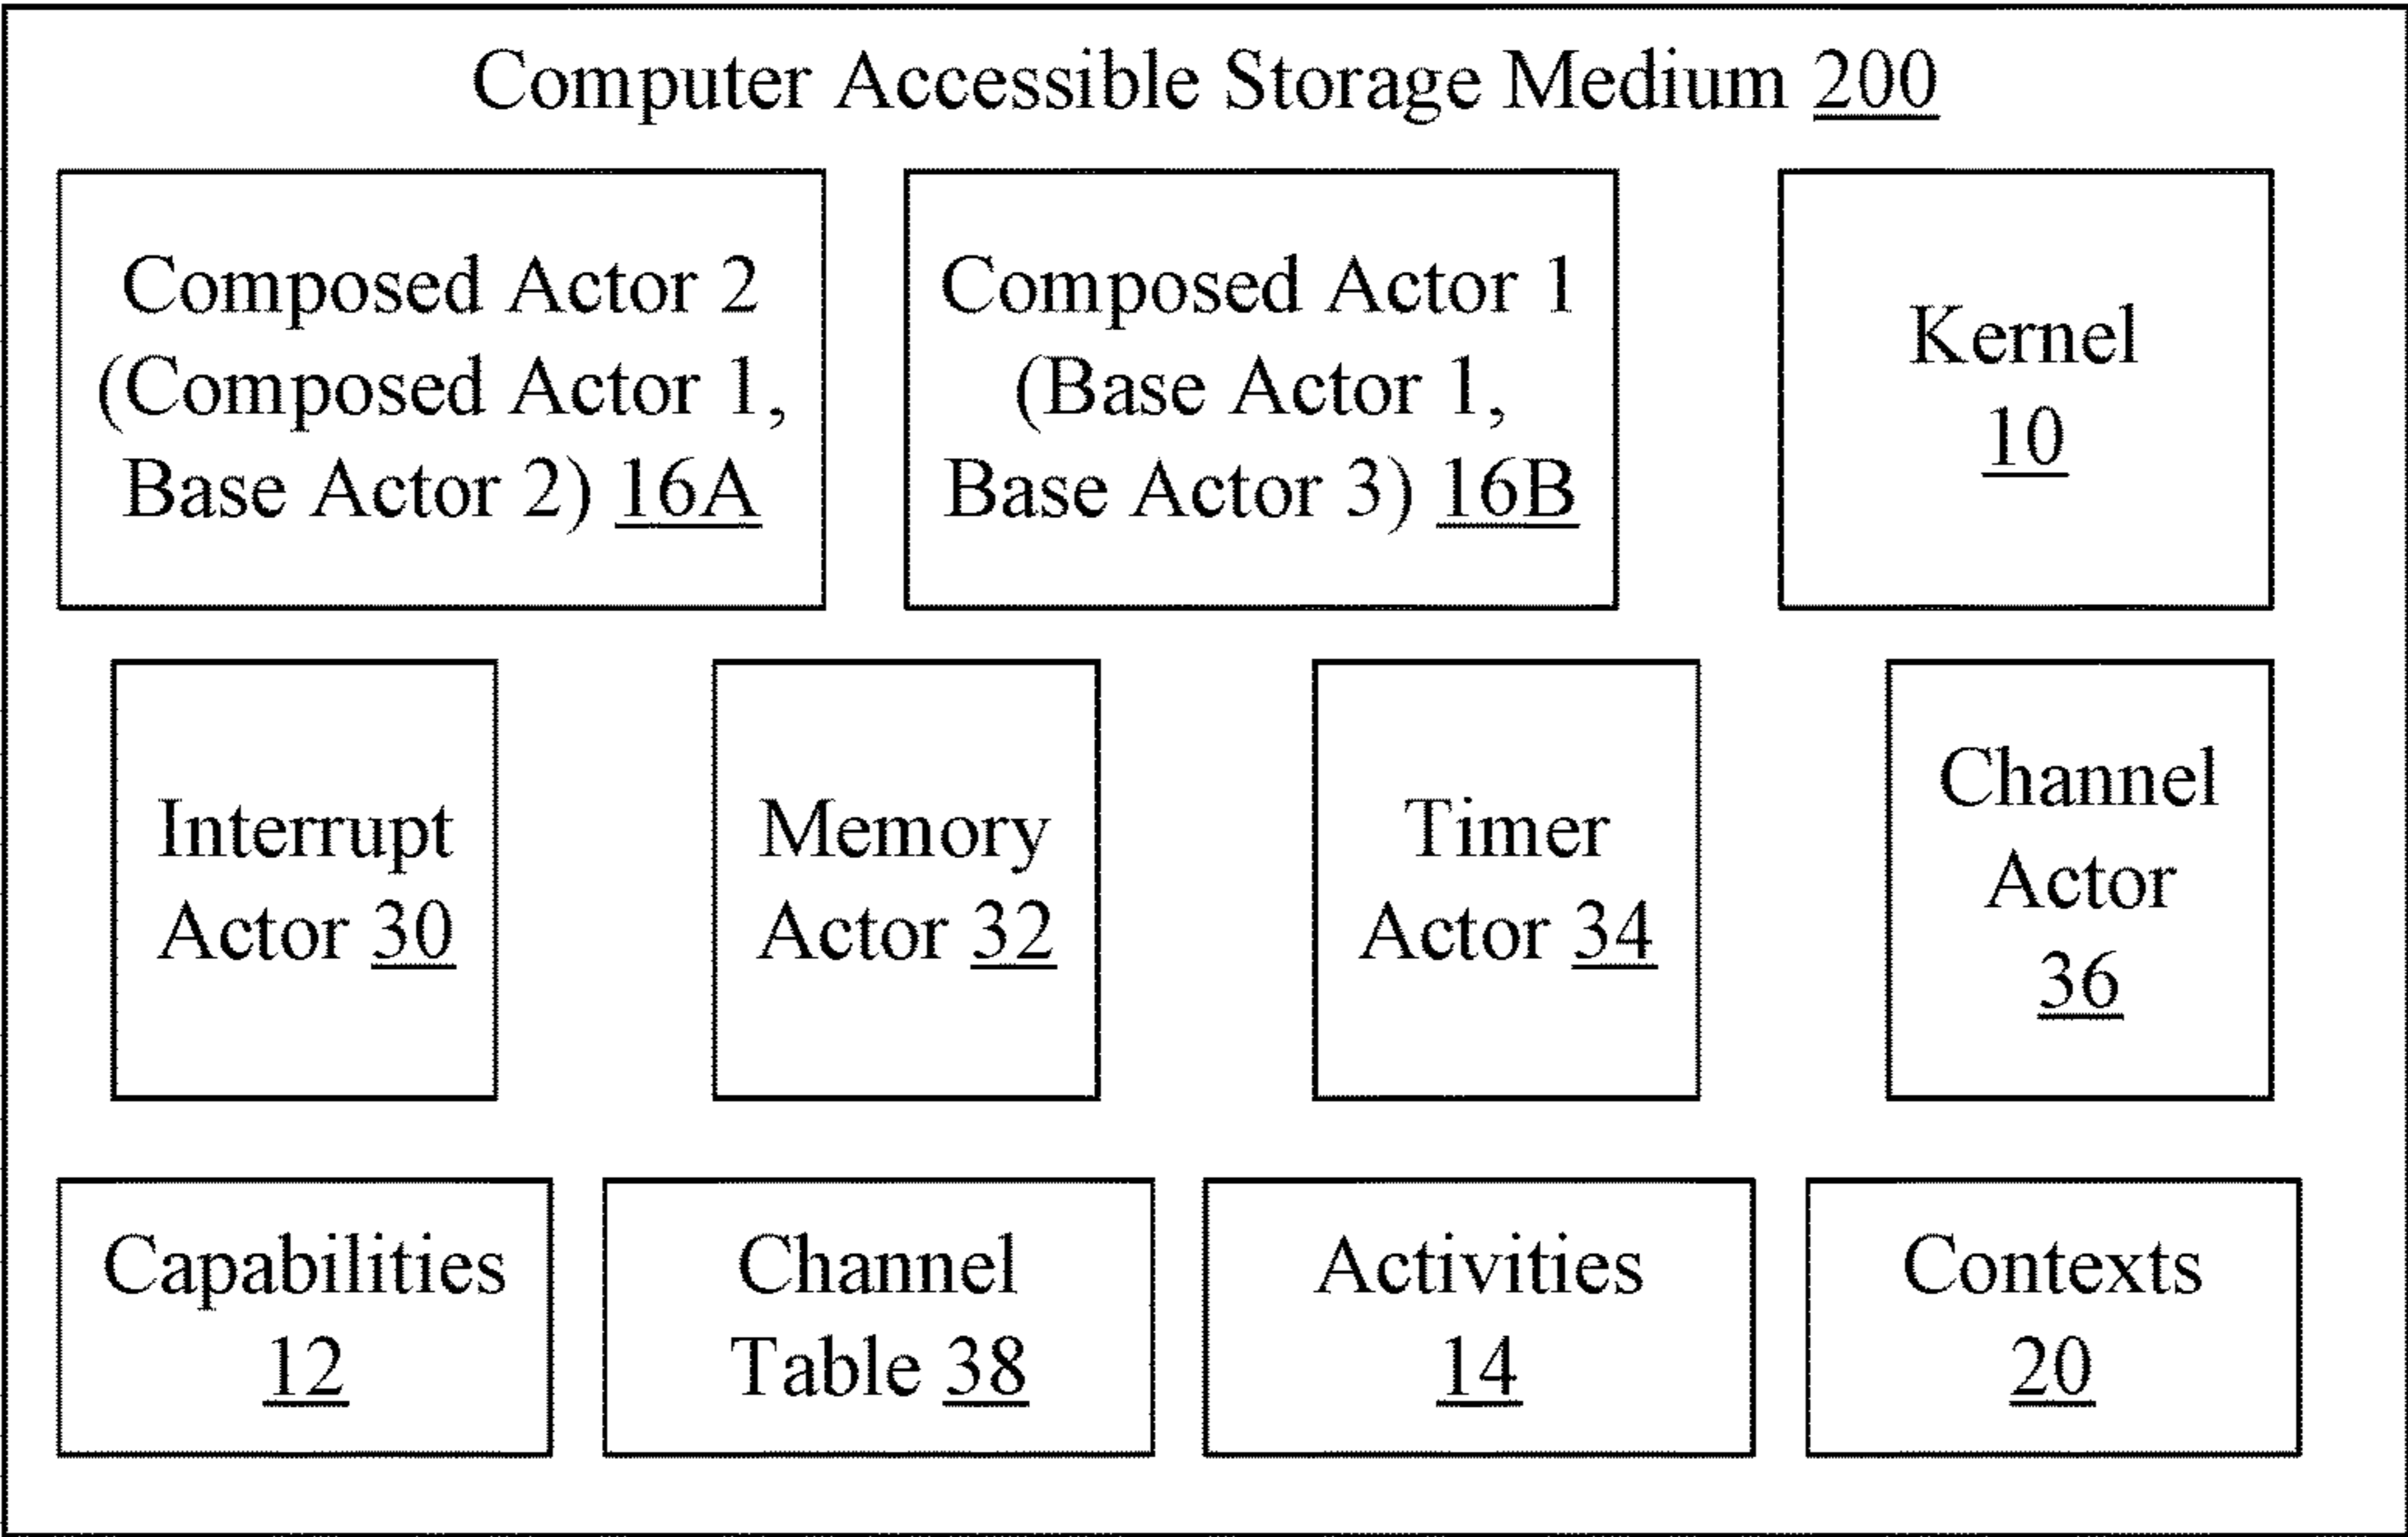 Computer Accessible Storage Medium 200
Composed Actor 2
(Composed Actor 1,
Base Actor 2) 16A
Composed Actor 1
(Base Actor 1,
Base Actor 3) 16B
Kernel
10
Interrupt
Actor 30
Memory
Actor 32
Timer
Actor 34
Channel
Actor
36
Capabilities
12
Channel
Table 38
Activities
14
Contexts
20